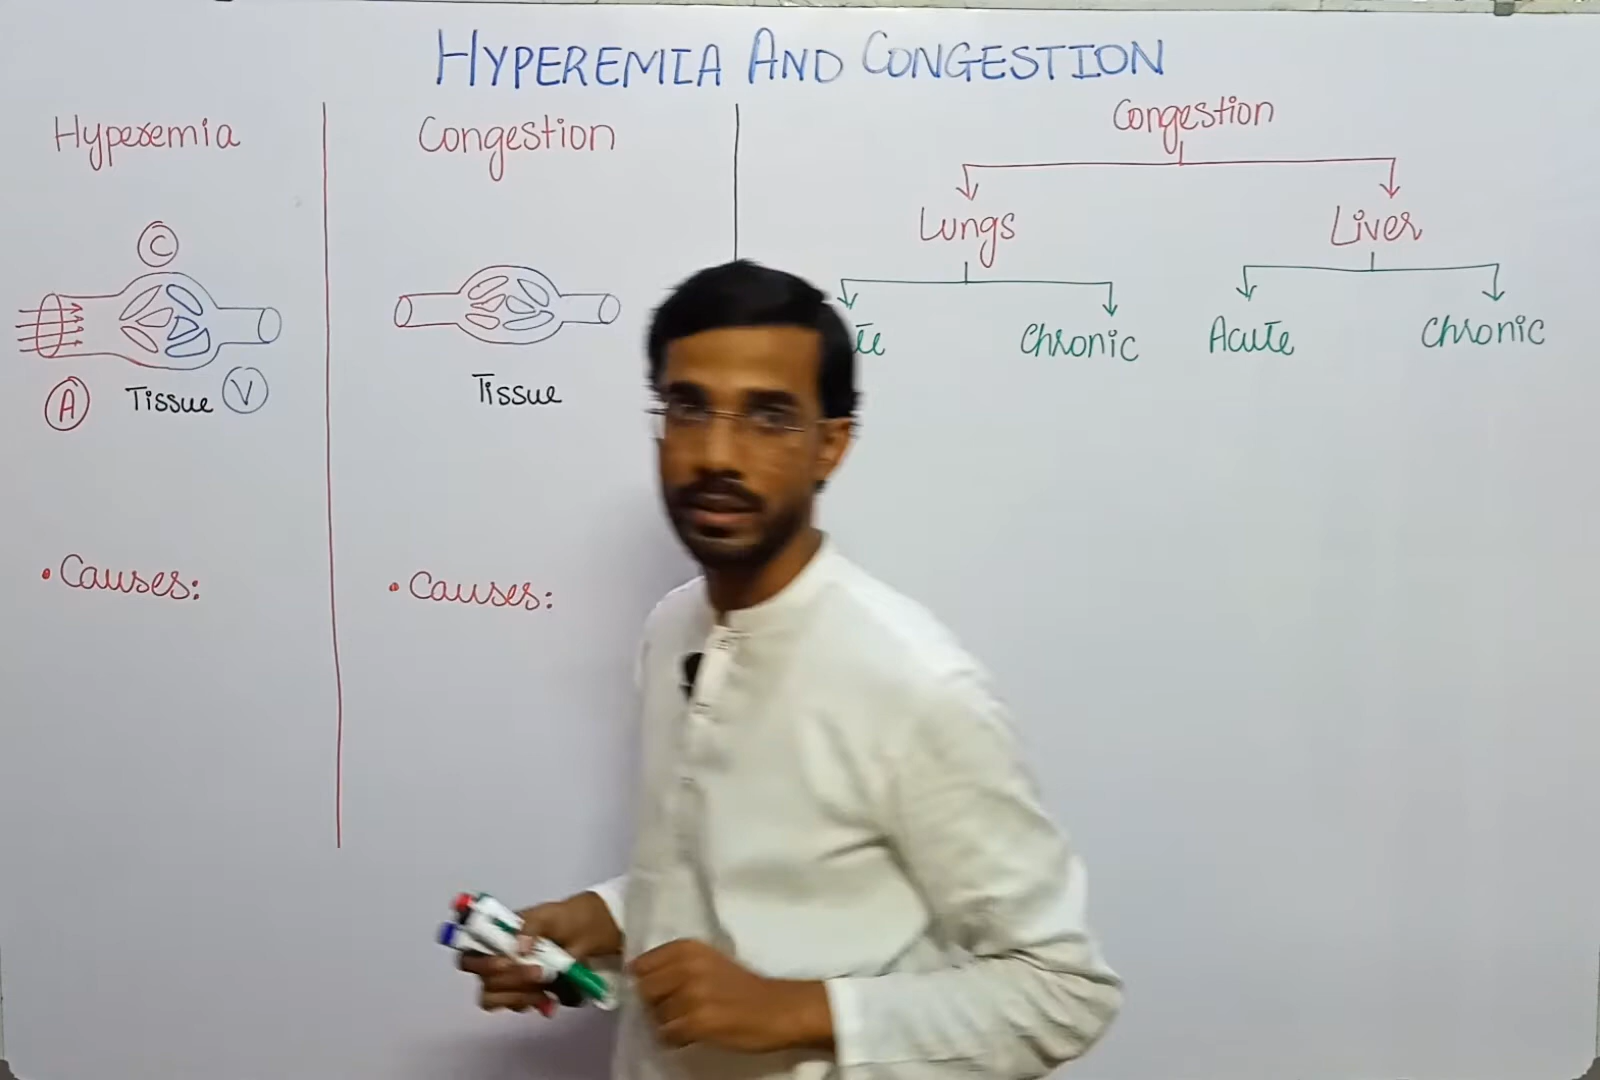 HYPEREMIA AND CONGESTION
Hyperemia
C
A
Tissue
V
• Causes:
Congestion
Tissue
• Causes:
Congestion
Lungs
Liver
Chronic
Acute
Chronic